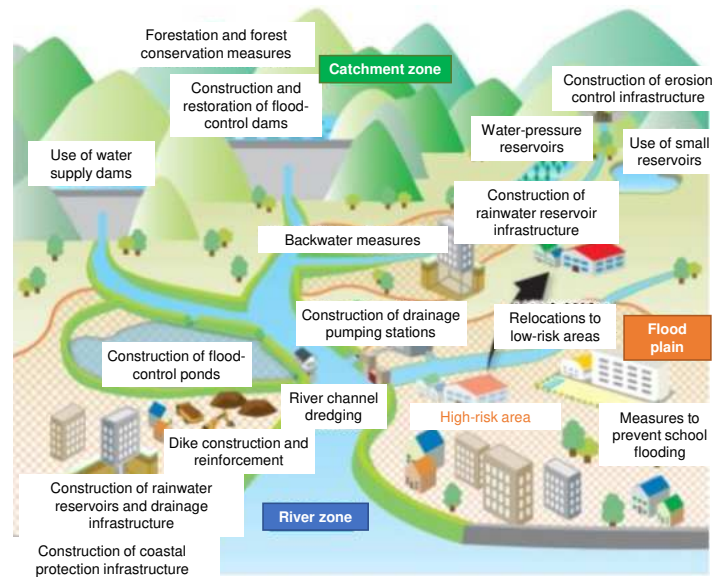 Forestation and forest
conservation measures
Catchment zone
Construction and
restoration of flood-
control dams
Construction of erosion
control infrastructure
Water-pressure
reservoirs
Use of small
reservoirs
Use of water
supply dams
Construction of
rainwater reservoir
infrastructure
Backwater measures
Construction of drainage
pumping stations
Relocations to
low-risk areas
Flood
plain
Construction of flood-
control ponds
River channel
dredging
High-risk area
Measures to
prevent school
flooding
Dike construction and
reinforcement
Construction of rainwater
reservoirs and drainage
infrastructure
River zone
Construction of coastal
protection infrastructure